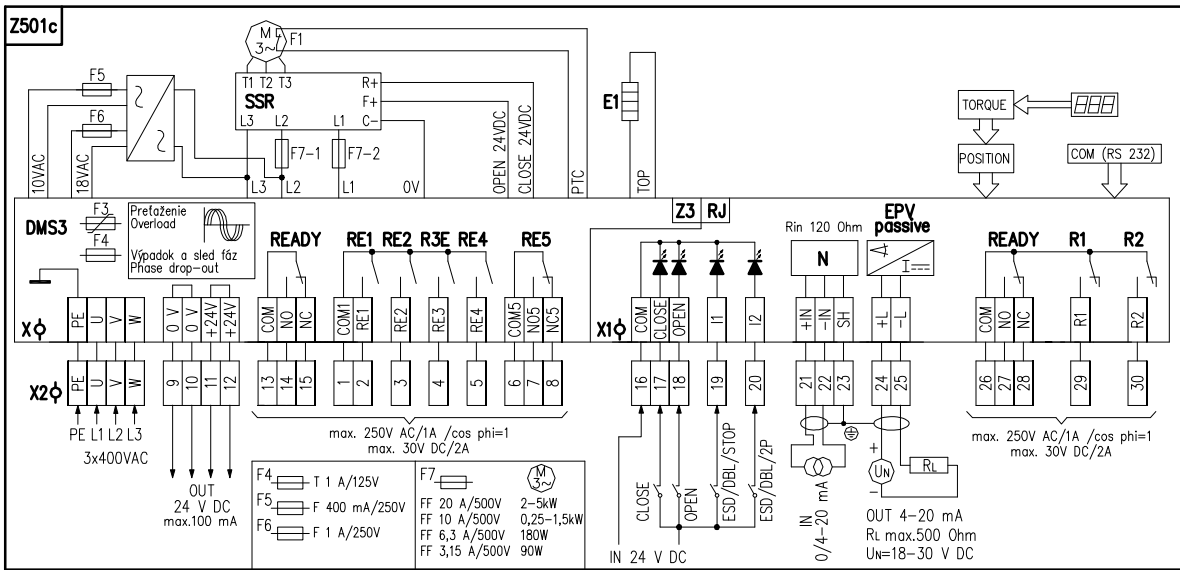 Z501c
M
3~
F1
F5
F6
T1 T2 T3
SSR
R+
F+
C-
L3 L2 L1
F7-1
F7-2
E1
TORQUE
POSITION
COM (RS 232)
10VAC
18VAC
L3
L2
L1
0V
OPEN 24VDC
CLOSE 24VDC
PTC
TOP
DMS3
F3
F4
Preťaženie
Overload
Výpadok a sled fáz
Phase drop-out
READY
RE1 RE2 R3E RE4
RE5
Z3 RJ
Rin 120 Ohm
N
EPV
passive
I
READY
R1
R2
X
PE U V W
0 V 0 V +24V +24V
COM NO NC
COM1 RE1
RE2
RE3
RE4
COM5 NO5 NC5
X1
COM CLOSE OPEN
I1
I2
+IN -IN SH
+L -L
COM NO NC
R1
R2
X2
PE U V W
9 10 11 12
13 14 15
1 2
3
4
5
6 7 8
16 17 18
19
20
21 22 23
24 25
26 27 28
29
30
PE L1 L2 L3
3x400VAC
OUT
24 V DC
max.100 mA
max. 250V AC/1A /cos phi=1
max. 30V DC/2A
F4 T 1 A/125V
F5 F 400 mA/250V
F6 F 1 A/250V
F7
M
3~
FF 20 A/500V 2-5kW
FF 10 A/500V 0,25-1,5kW
FF 6,3 A/500V 180W
FF 3,15 A/500V 90W
CLOSE
OPEN
ESD/DBL/STOP
ESD/DBL/2P
IN 24 V DC
IN
0/4-20 mA
+
UN
-
RL
OUT 4-20 mA
RL max.500 Ohm
UN=18-30 V DC
max. 250V AC/1A /cos phi=1
max. 30V DC/2A